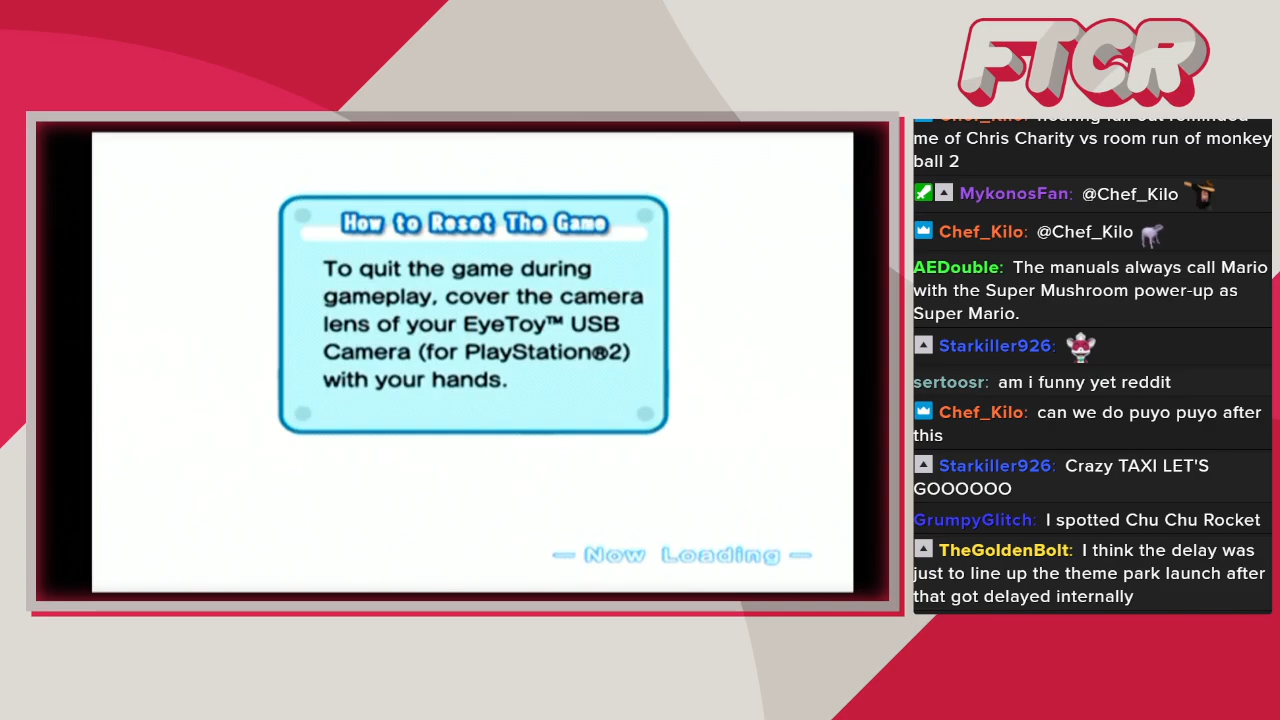 FTCR
How to Reset The Game
To quit the game during
gameplay, cover the camera
lens of your EyeToy™ USB
Camera (for PlayStation®2)
with your hands.
— Now Loading —
me of Chris Charity vs room run of monkey
ball 2
MykonosFan: @Chef_Kilo
Chef_Kilo: @Chef_Kilo
AEDouble: The manuals always call Mario
with the Super Mushroom power-up as
Super Mario.
Starkiller926:
sertoosr: am i funny yet reddit
Chef_Kilo: can we do puyo puyo after
this
Starkiller926: Crazy TAXI LET'S
GOOOOOO
GrumpyGlitch: I spotted Chu Chu Rocket
TheGoldenBolt: I think the delay was
just to line up the theme park launch after
that got delayed internally